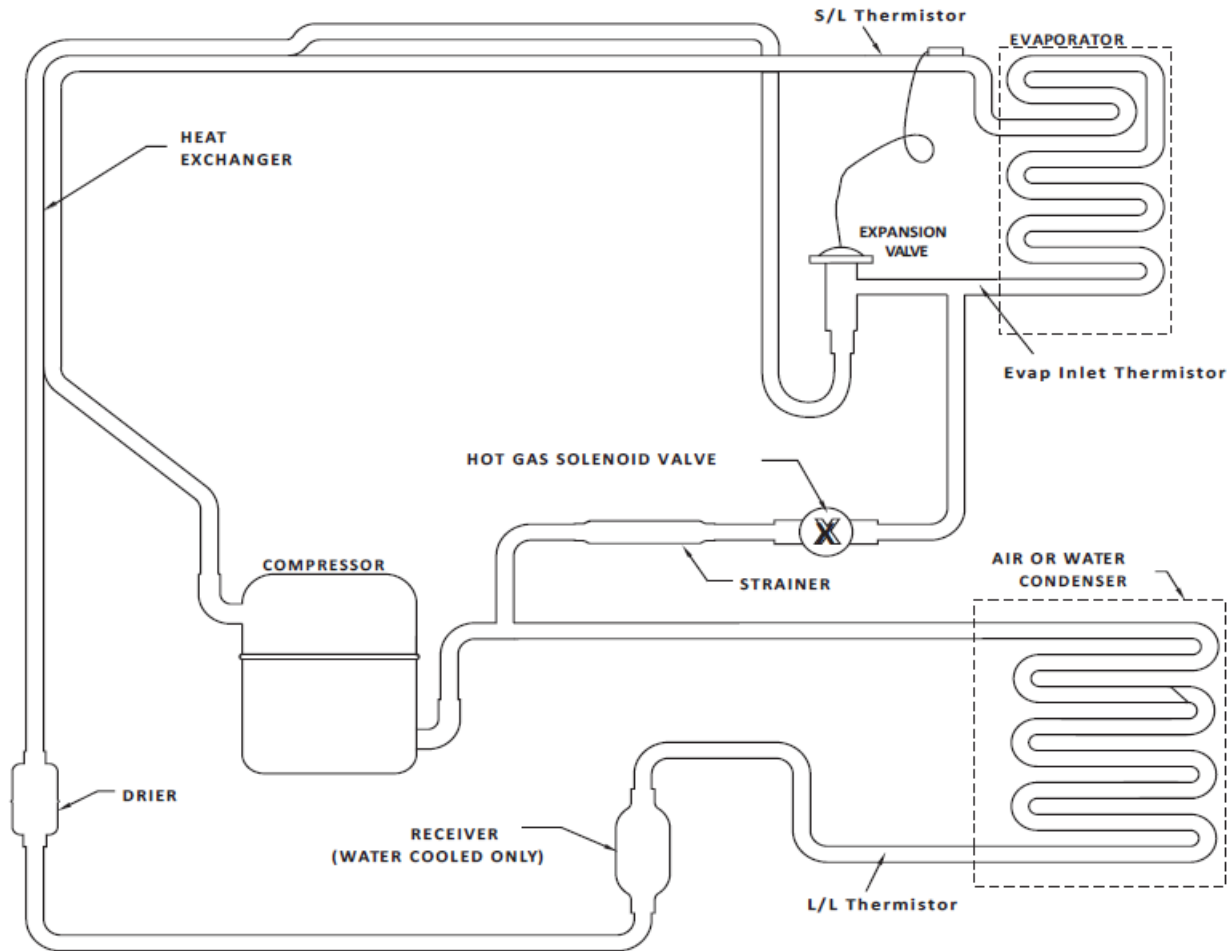 S/L Thermistor
EVAPORATOR
HEAT
EXCHANGER
EXPANSION
VALVE
Evap Inlet Thermistor
HOT GAS SOLENOID VALVE
X
STRAINER
COMPRESSOR
AIR OR WATER
CONDENSER
DRIER
RECEIVER
(WATER COOLED ONLY)
L/L Thermistor